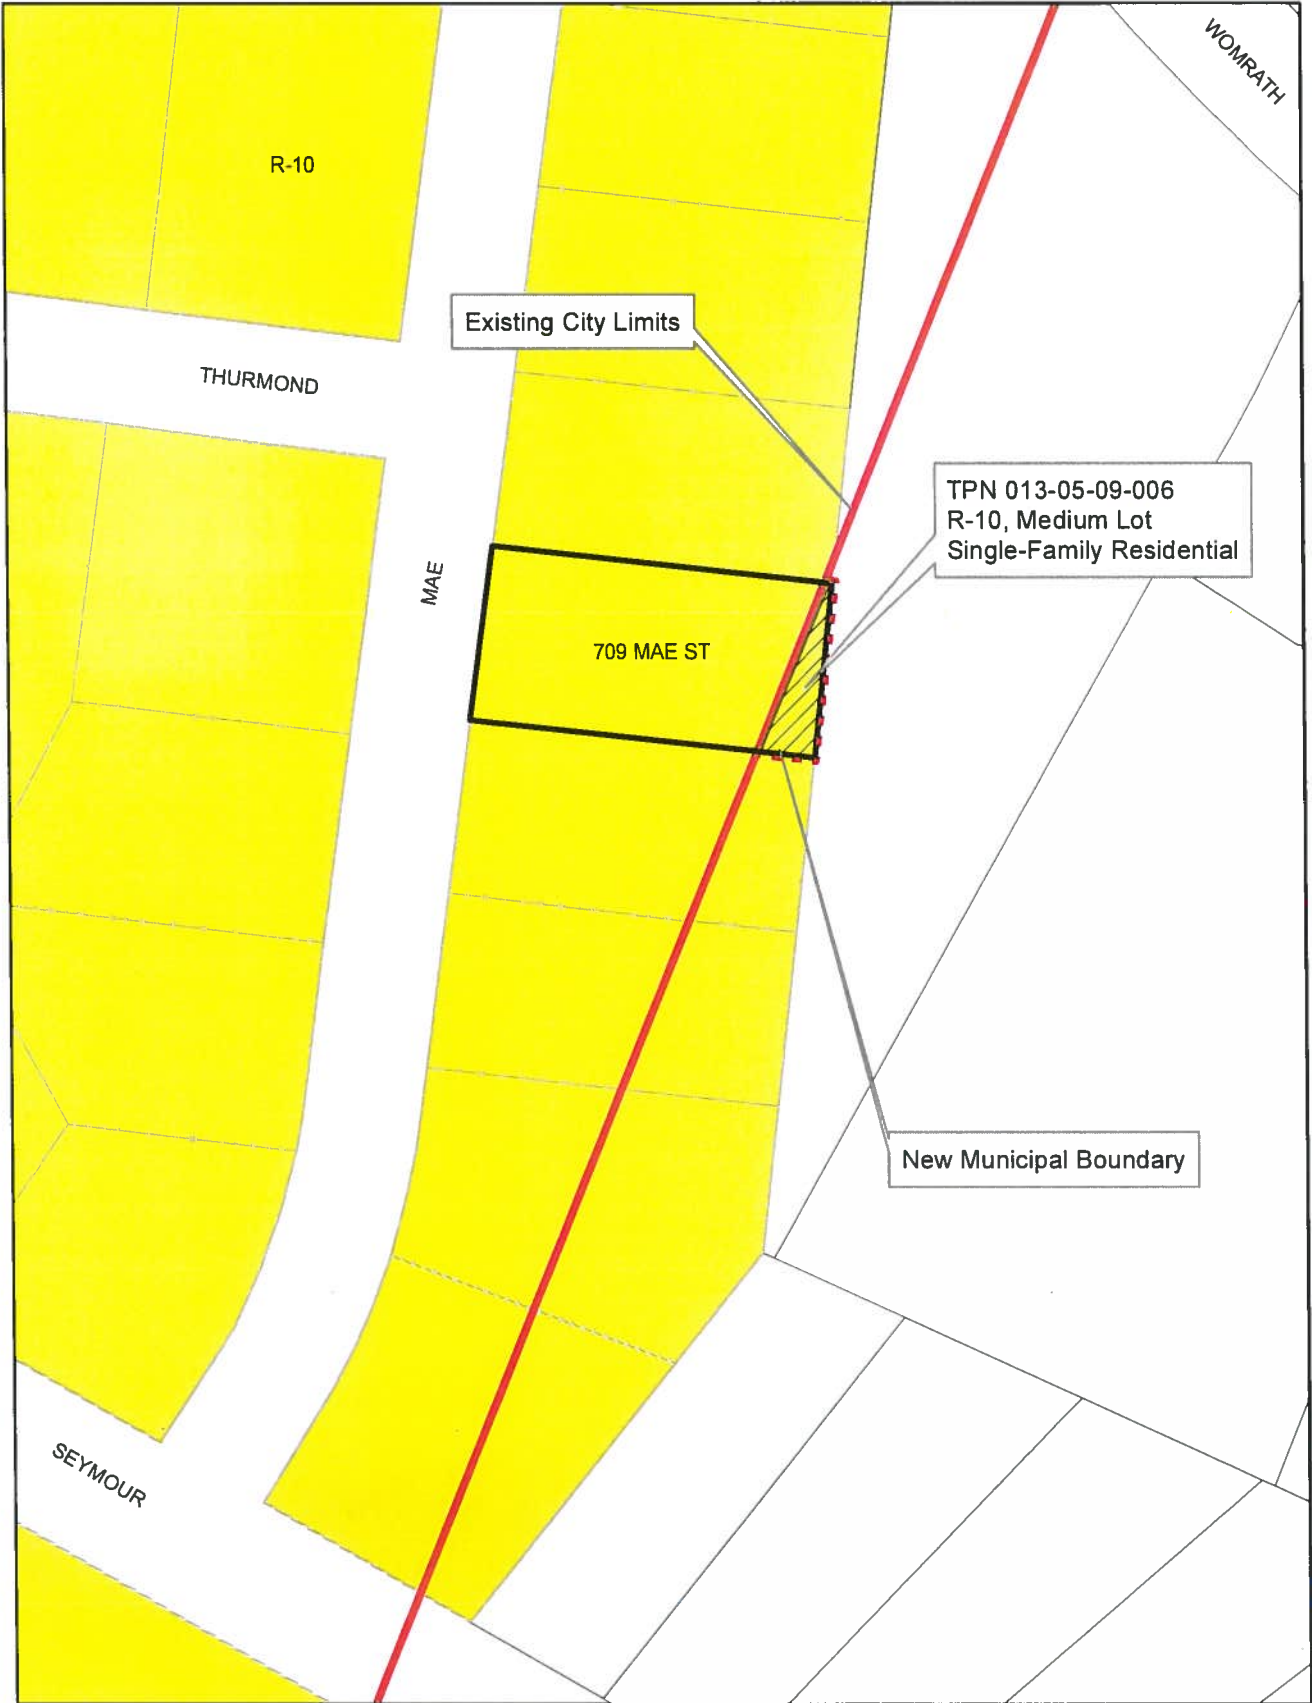 WOMRATH
R-10
Existing City Limits
THURMOND
TPN 013-05-09-006
R-10, Medium Lot
Single-Family Residential
MAE
709 MAE ST
New Municipal Boundary
SEYMOUR